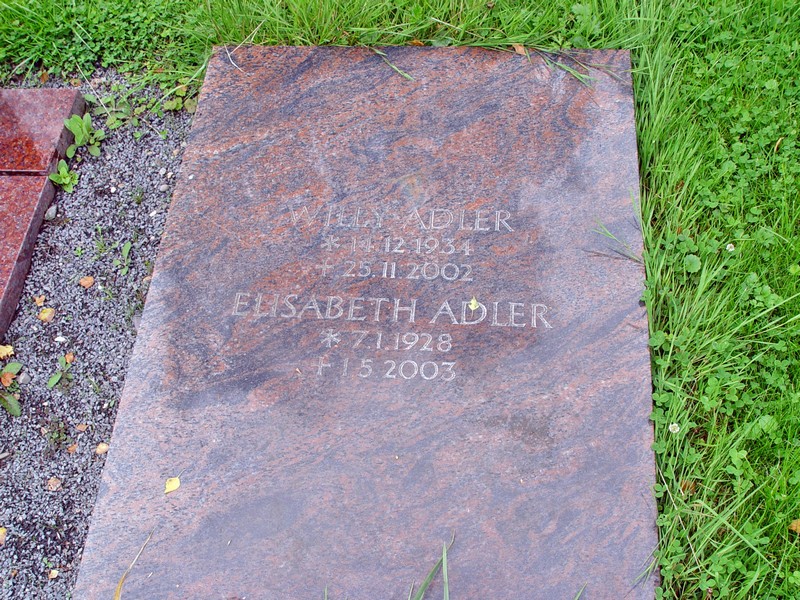 WILLY ADLER
* 14.12.1934
+ 25.11.2002
ELISABETH ADLER
* 7.1.1928
+ 1.5.2003